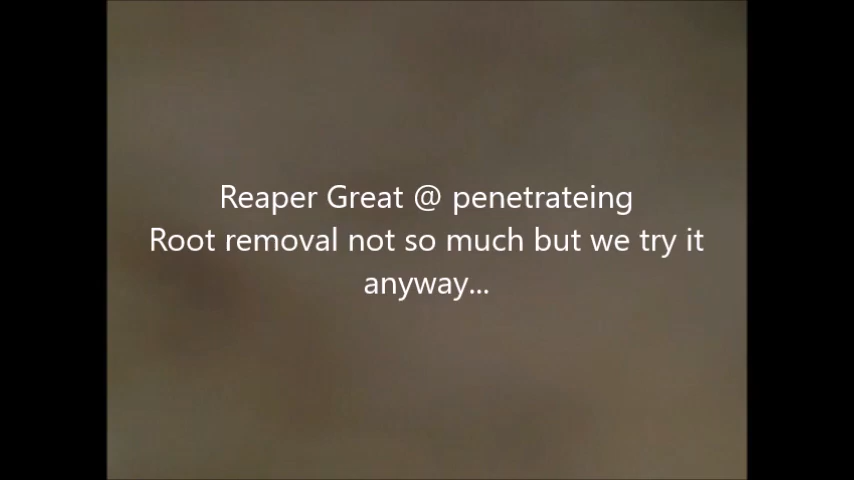 Reaper Great @ penetrateing
Root removal not so much but we try it
anyway...